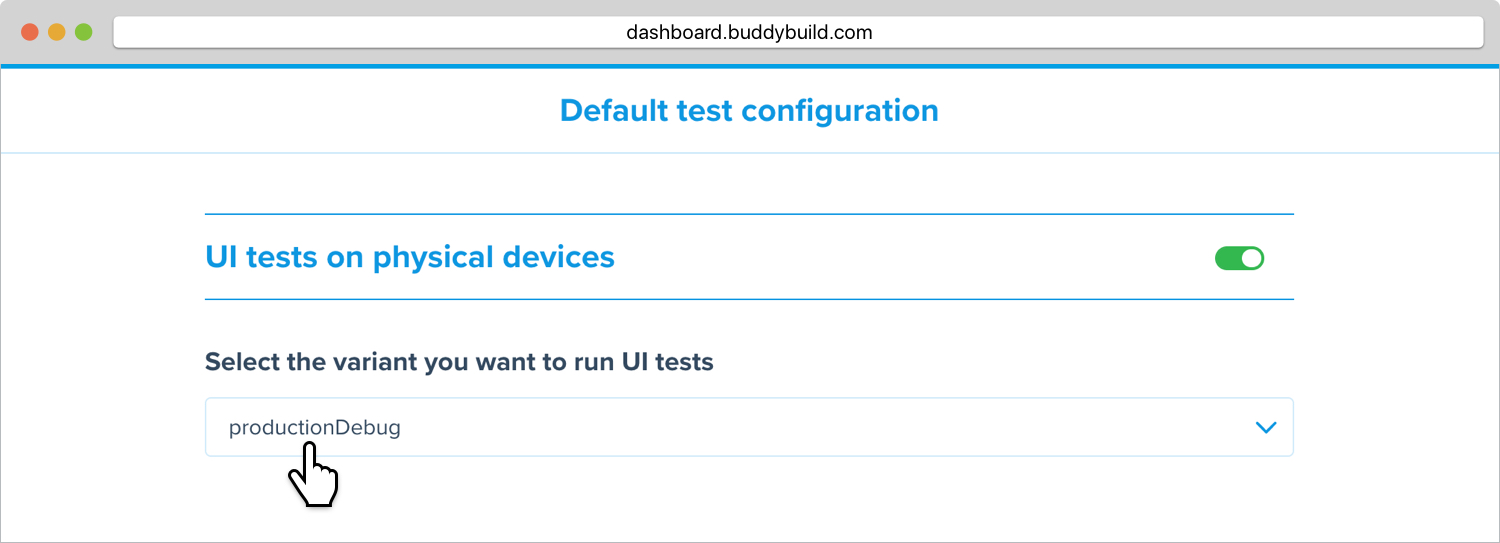 dashboard.buddybuild.com
Default test configuration
UI tests on physical devices
Select the variant you want to run UI tests
productionDebug